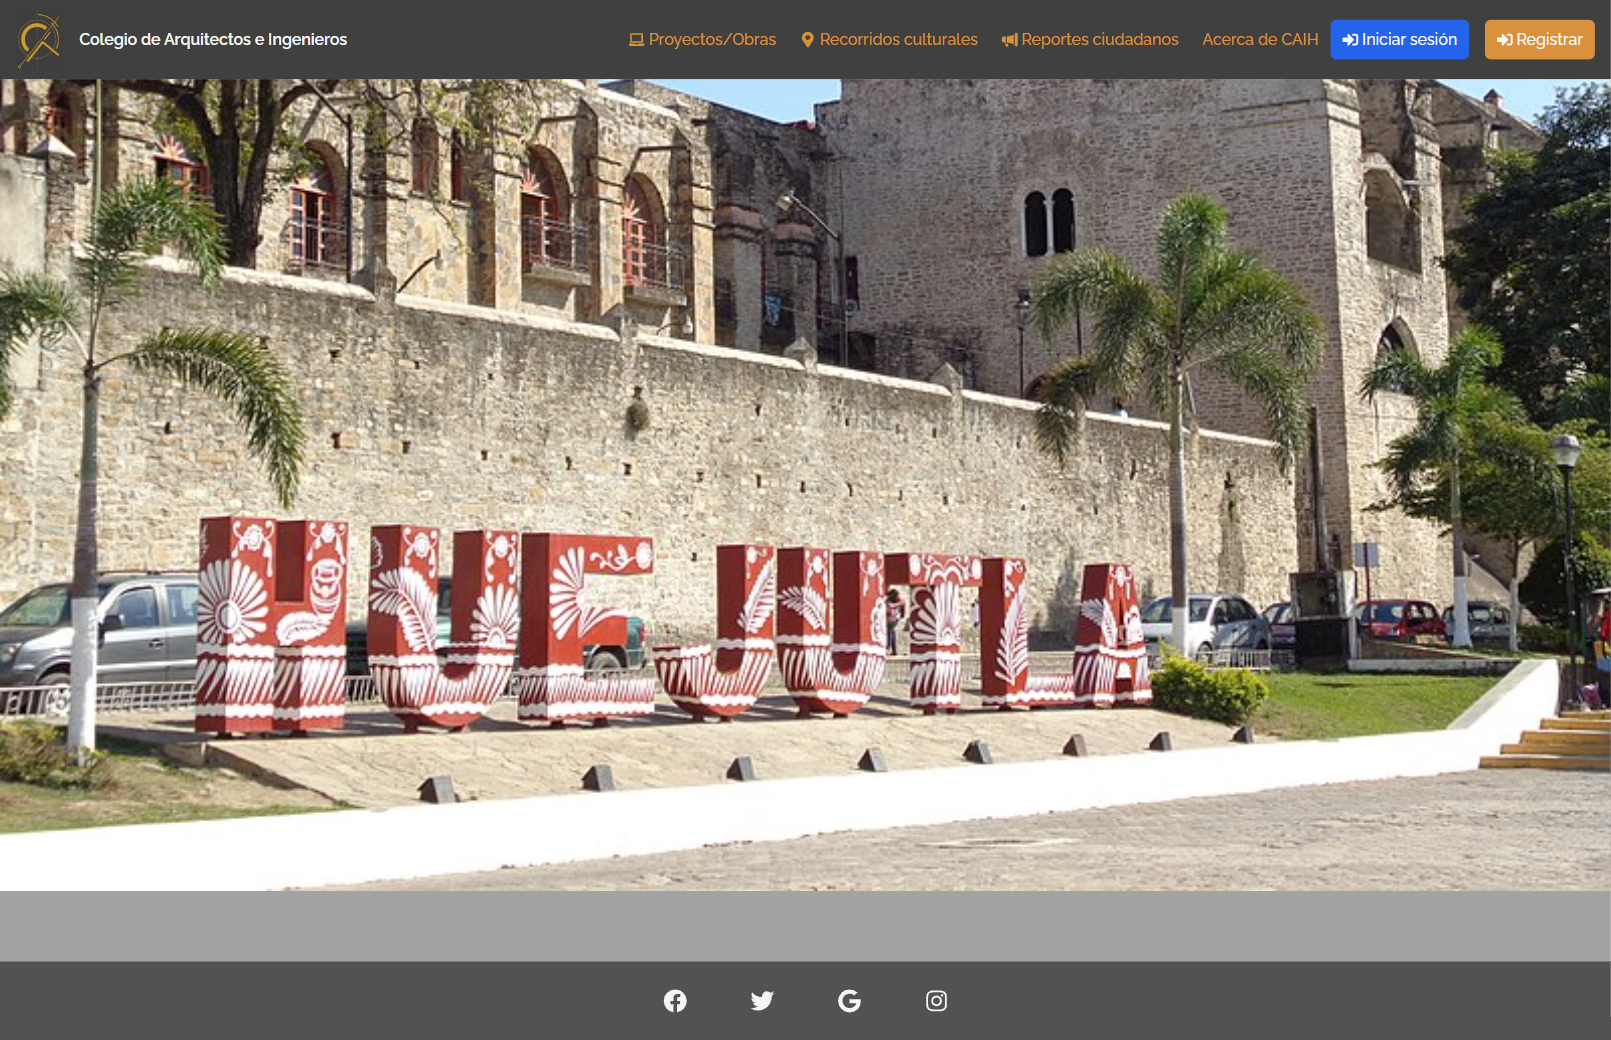 Colegio de Arquitectos e Ingenieros
Proyectos/Obras
Recorridos culturales
Reportes ciudadanos
Acerca de CAIH
Iniciar sesión
Registrar
HUEJUTLA